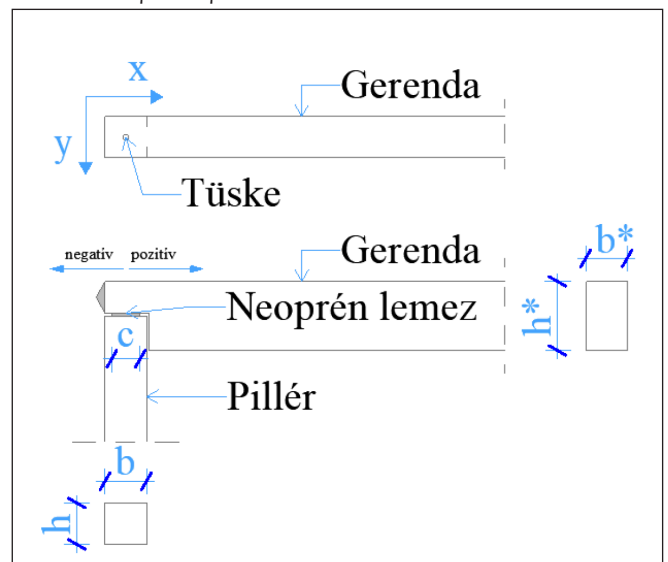 x
Gerenda
y
Tüske
negatív pozitív
Gerenda
b*
Neoprén lemez
h*
c
Pillér
b
h